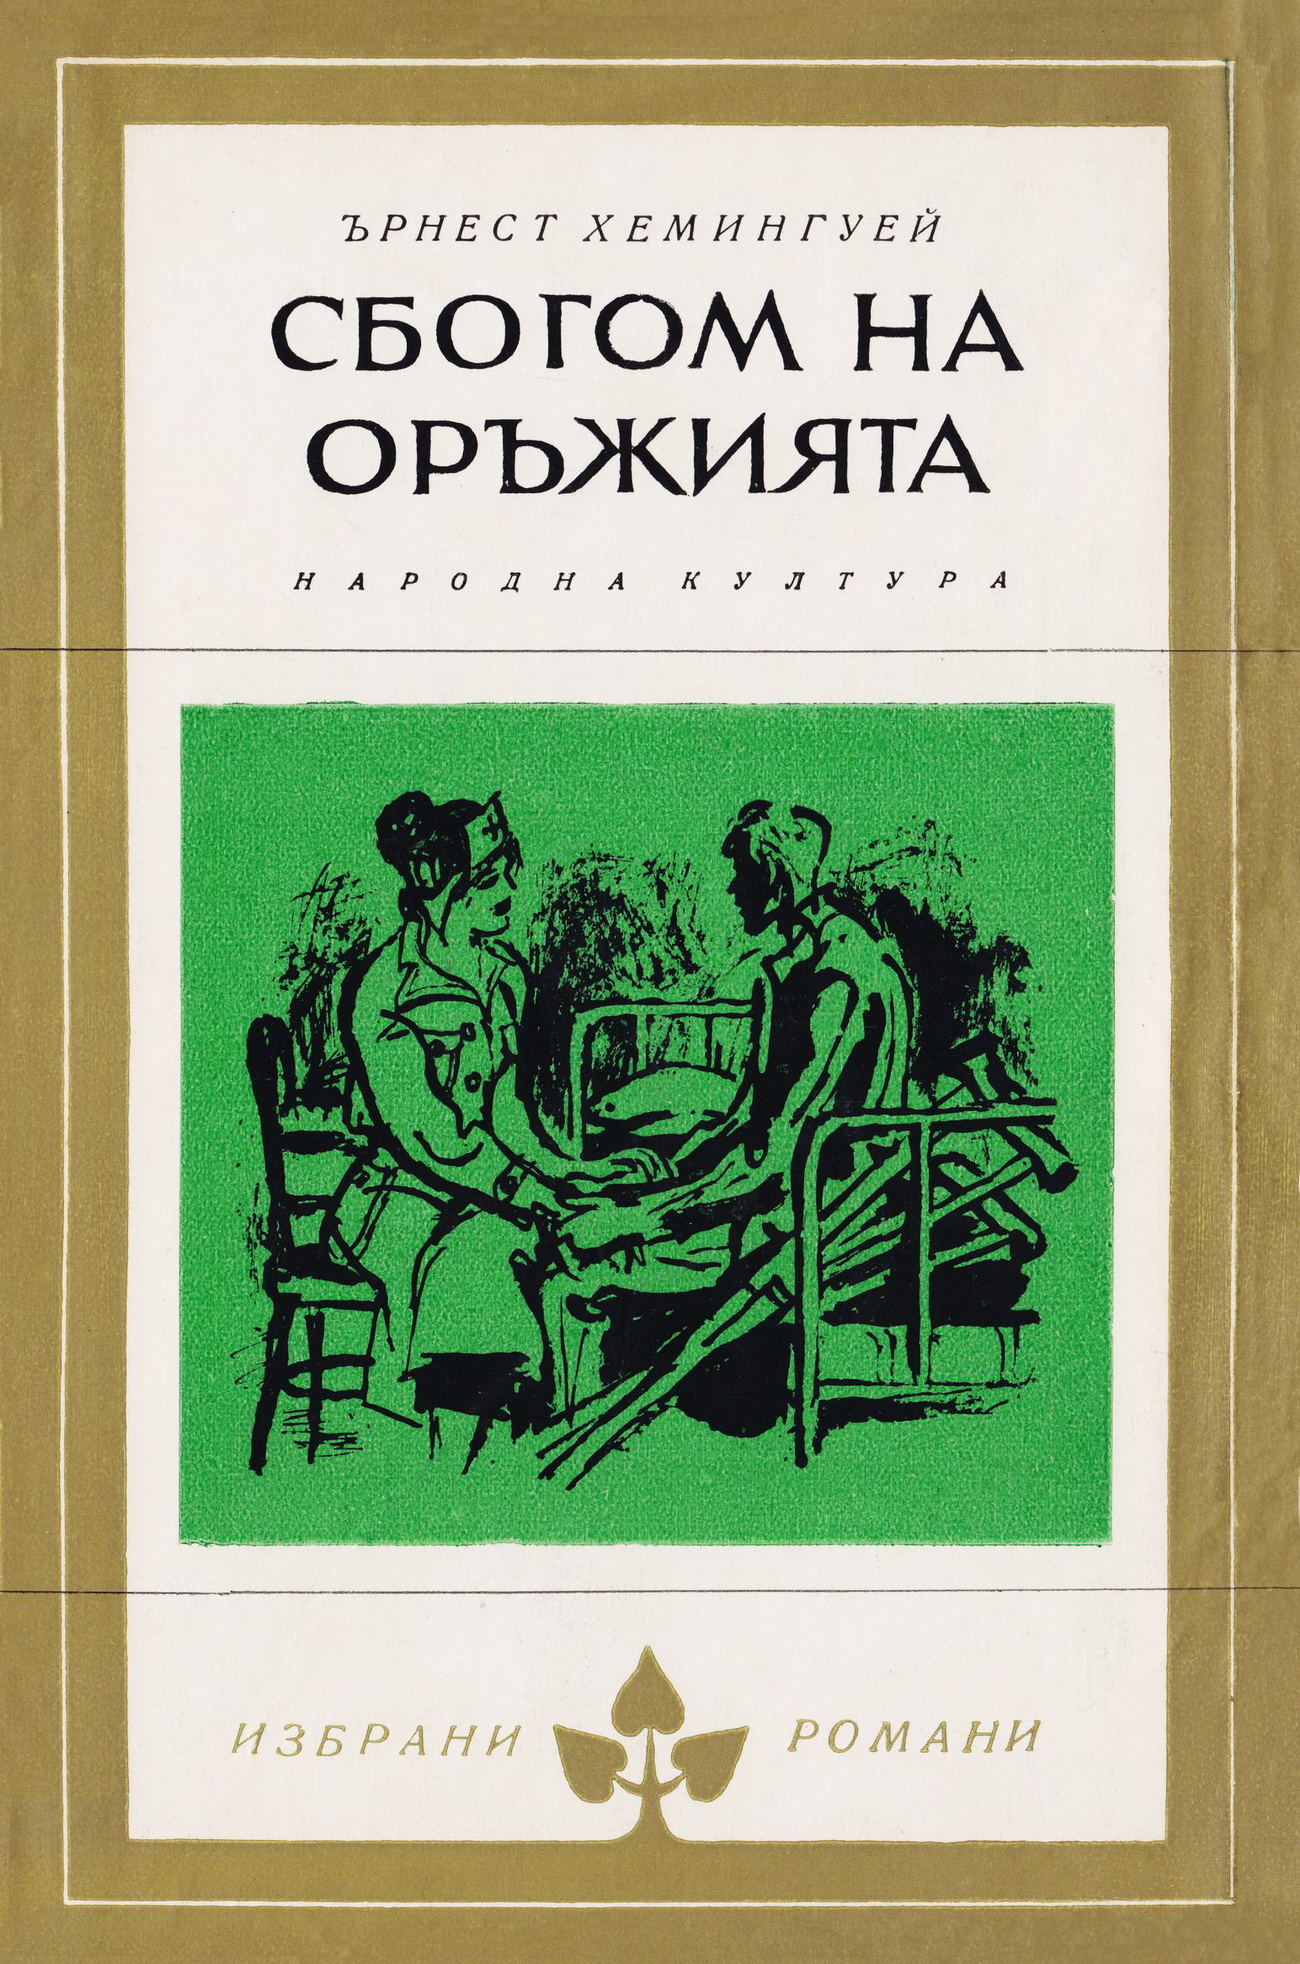 ЪРНЕСТ ХЕМИНГУЕЙ
СБОГОМ НА
ОРЪЖИЯТА
НАРОДНА КУЛТУРА
ИЗБРАНИ РОМАНИ